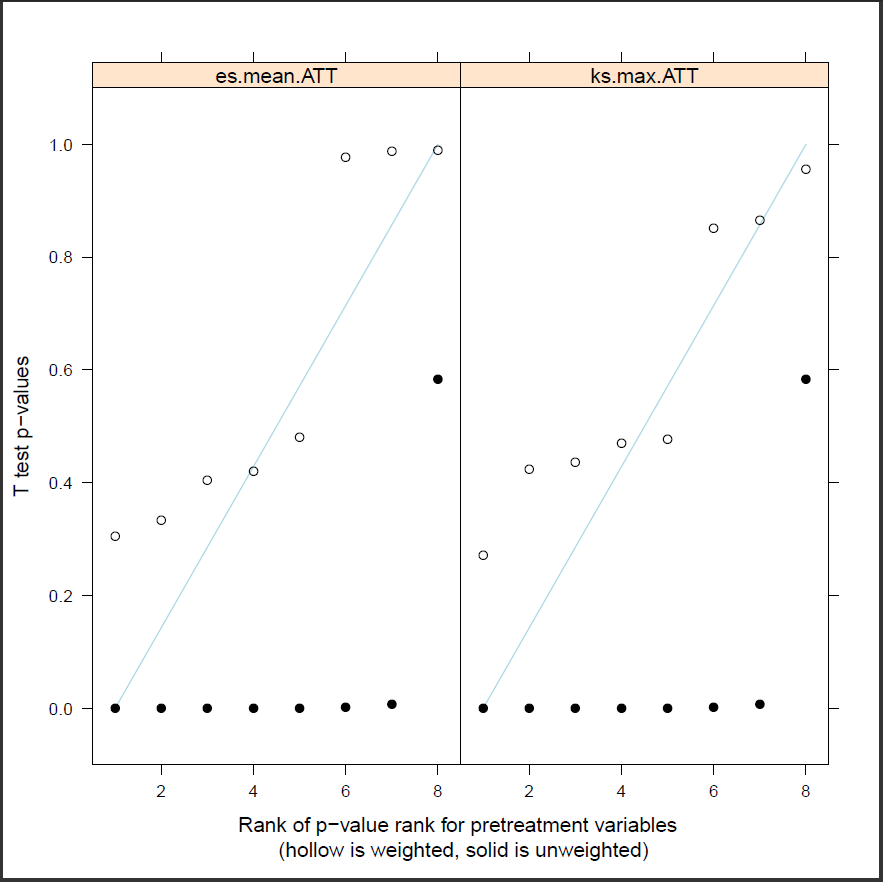 es.mean.ATT
ks.max.ATT
1.0
0.8
0.6
0.4
0.2
0.0
T test p−values
2 4 6 8 2 4 6 8
Rank of p−value rank for pretreatment variables
(hollow is weighted, solid is unweighted)